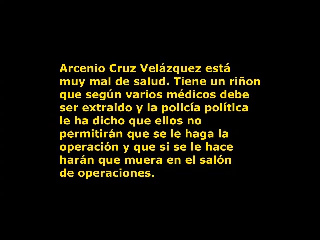 Arcenio Cruz Velázquez está
muy mal de salud. Tiene un riñon
que según varios médicos debe
ser extraldo y la policía política
le ha dicho que ellos no
permitirán que se le haga la
operación y que si se le hace
harán que muera en el salón
de operaciones.